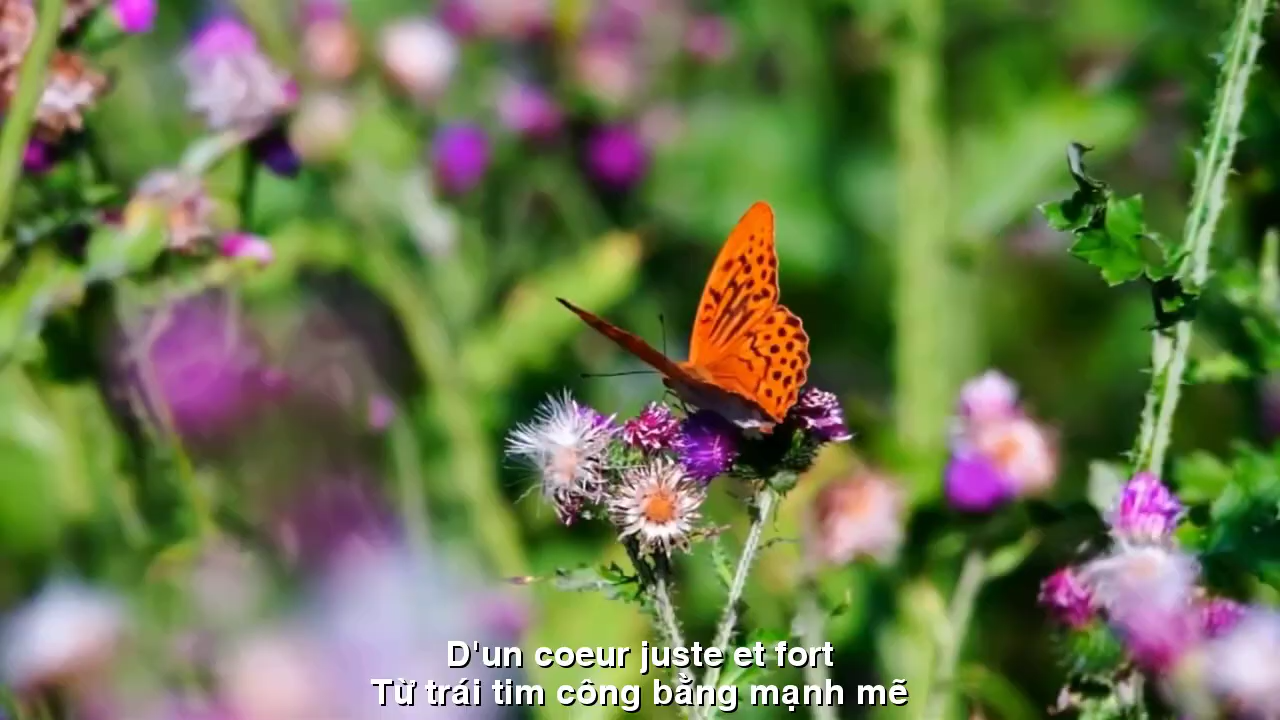 D'un coeur juste et fort
Từ trái tim công bằng mạnh mẽ